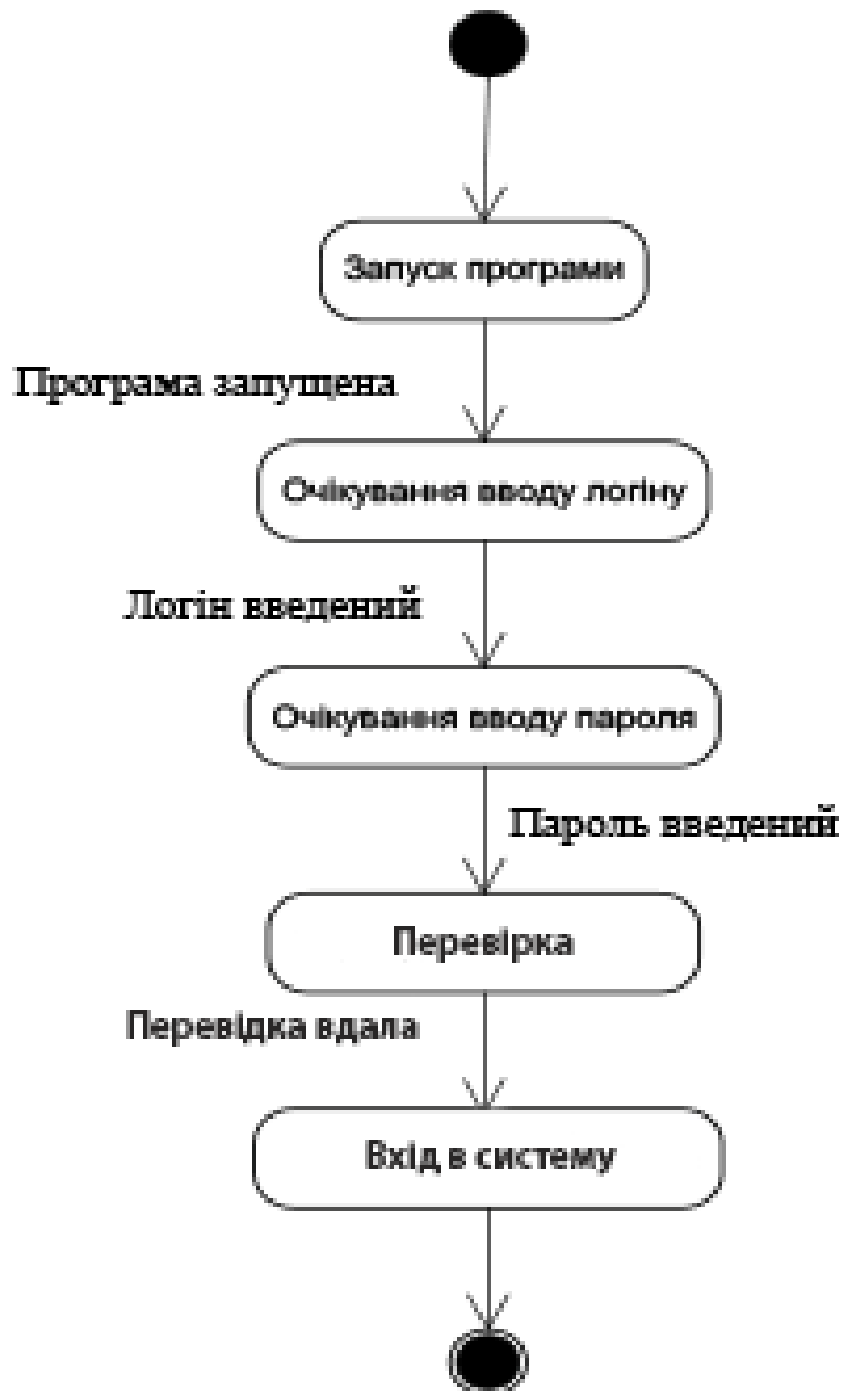 Запуск програми
Програма запущена
Очікування вводу логіну
Логін введений
Очікування вводу пароля
Пароль введений
Перевірка
Перевідка вдала
Вхід в систему